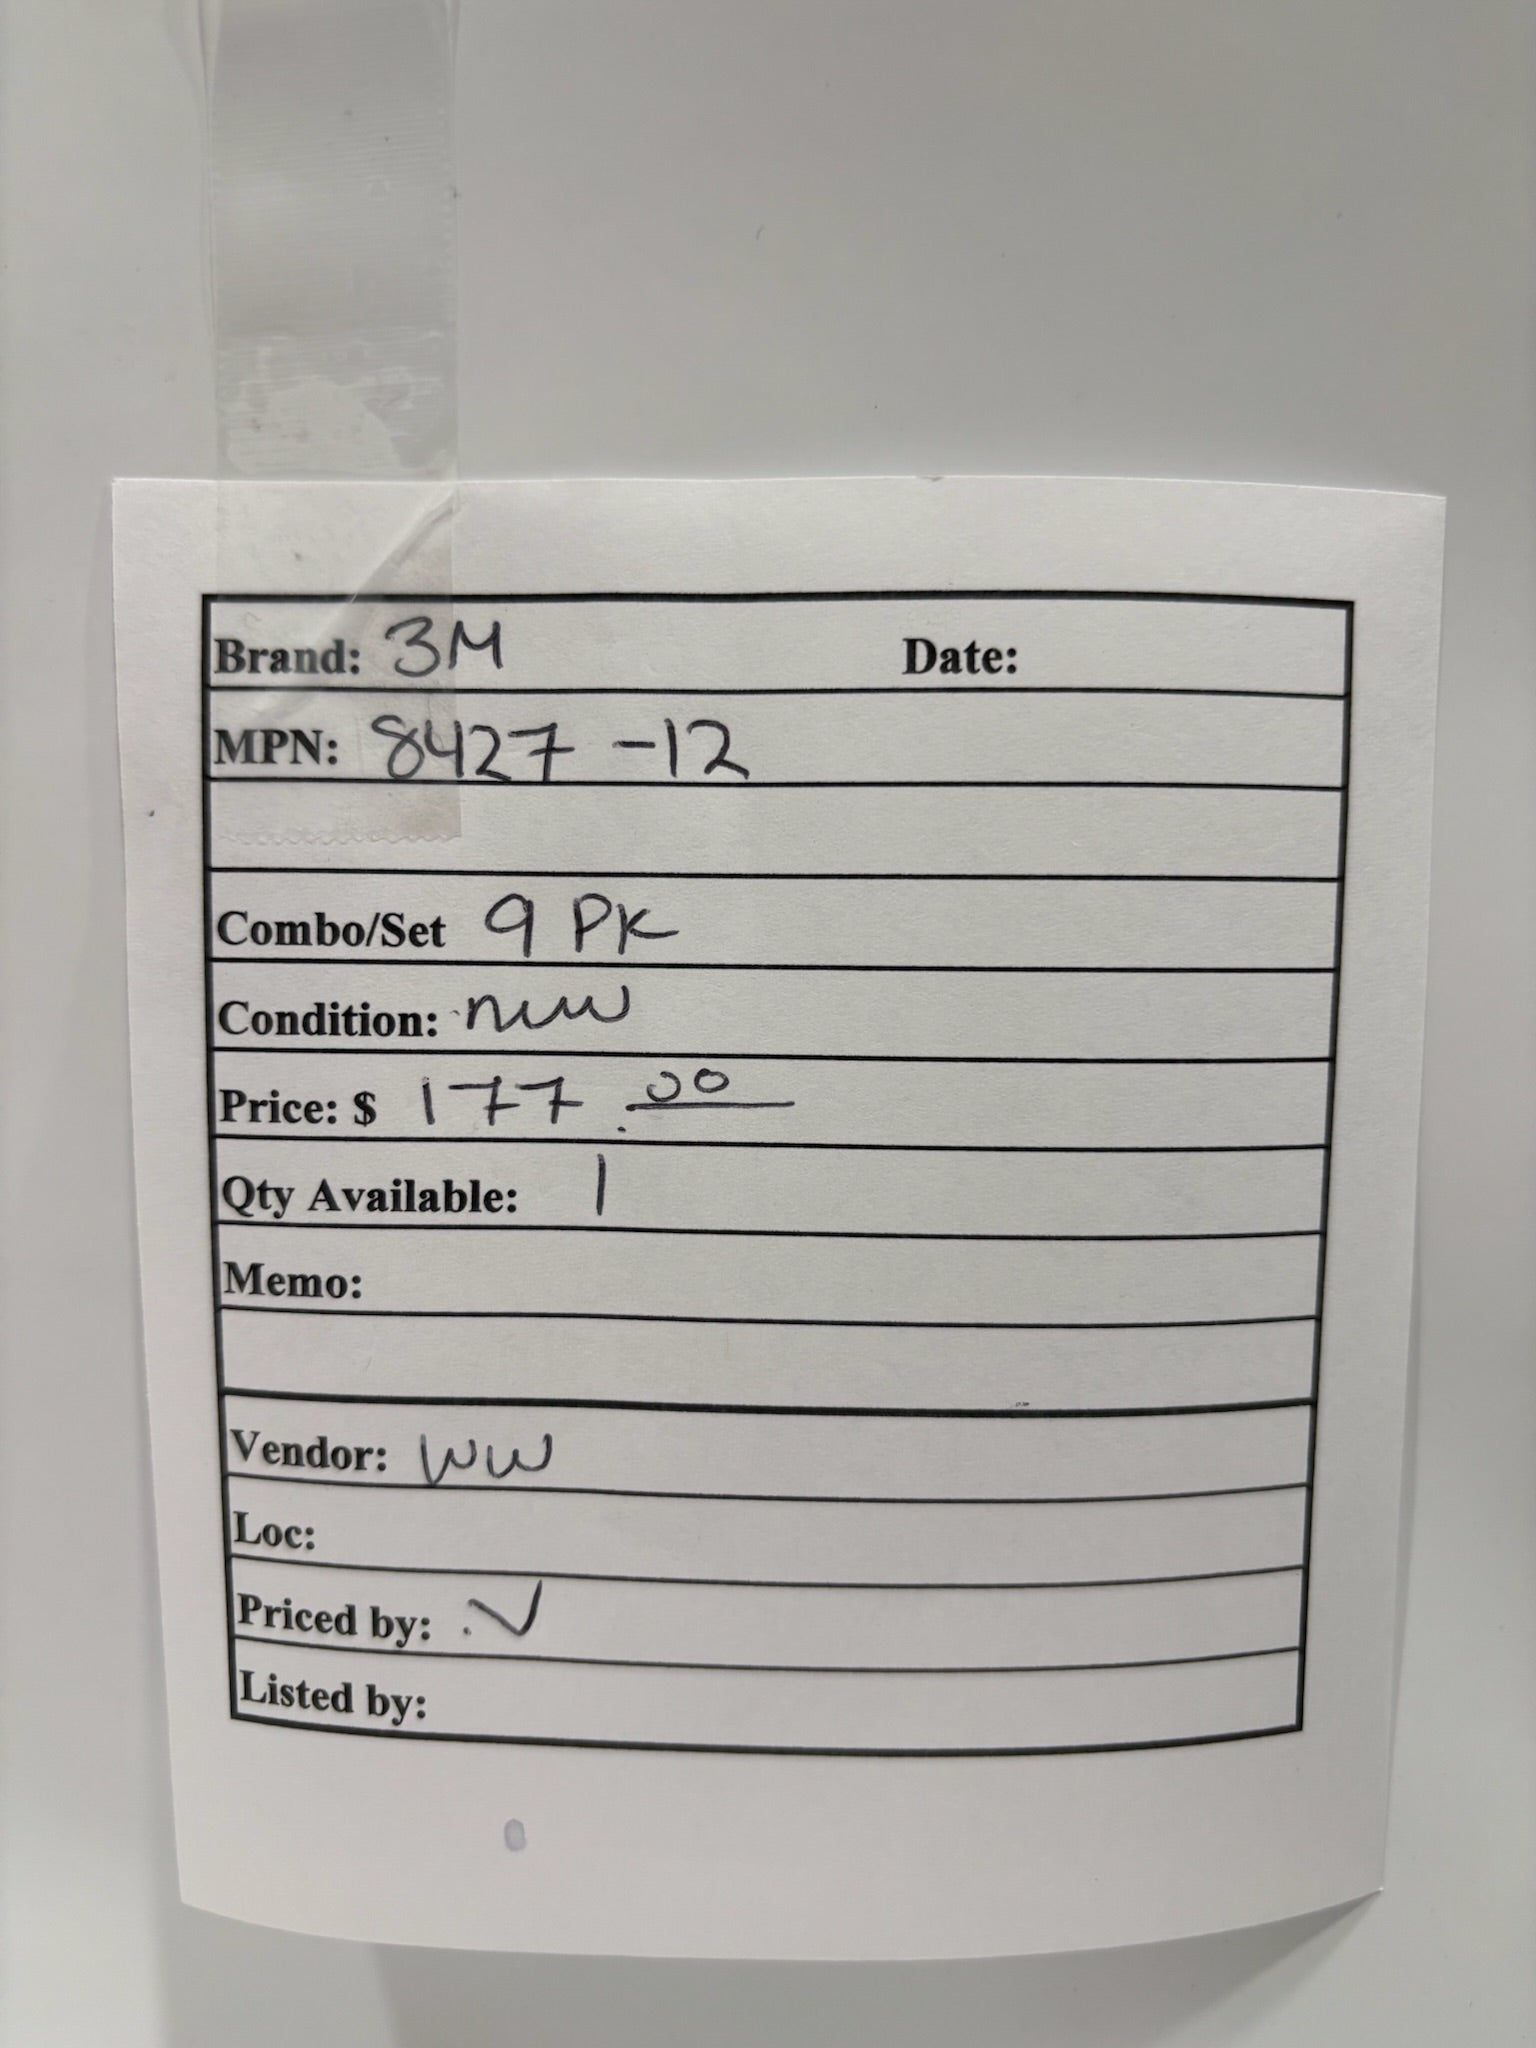 Brand: 3M Date:
MPN: 8427-12
Combo/Set 9 PK
Condition: new
Price: $ 177.00
Qty Available: 1
Memo:
Vendor: WW
Loc:
Priced by: V
Listed by: